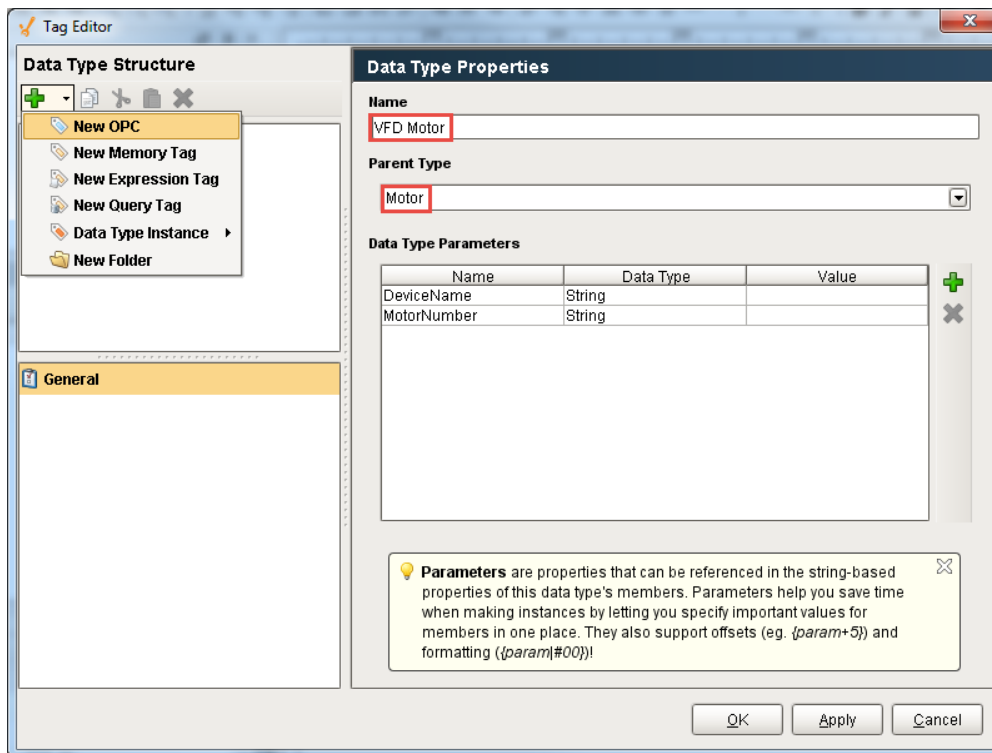 Tag Editor
Data Type Structure
New OPC
New Memory Tag
New Expression Tag
New Query Tag
Data Type Instance
New Folder
General
Data Type Properties
Name
VFD Motor
Parent Type
Motor
Data Type Parameters
Name Data Type Value
DeviceName String
MotorNumber String
Parameters are properties that can be referenced in the string-based
properties of this data type's members. Parameters help you save time
when making instances by letting you specify important values for
members in one place. They also support offsets (eg. {param+5}) and
formatting ({param|#00})!
OK Apply Cancel